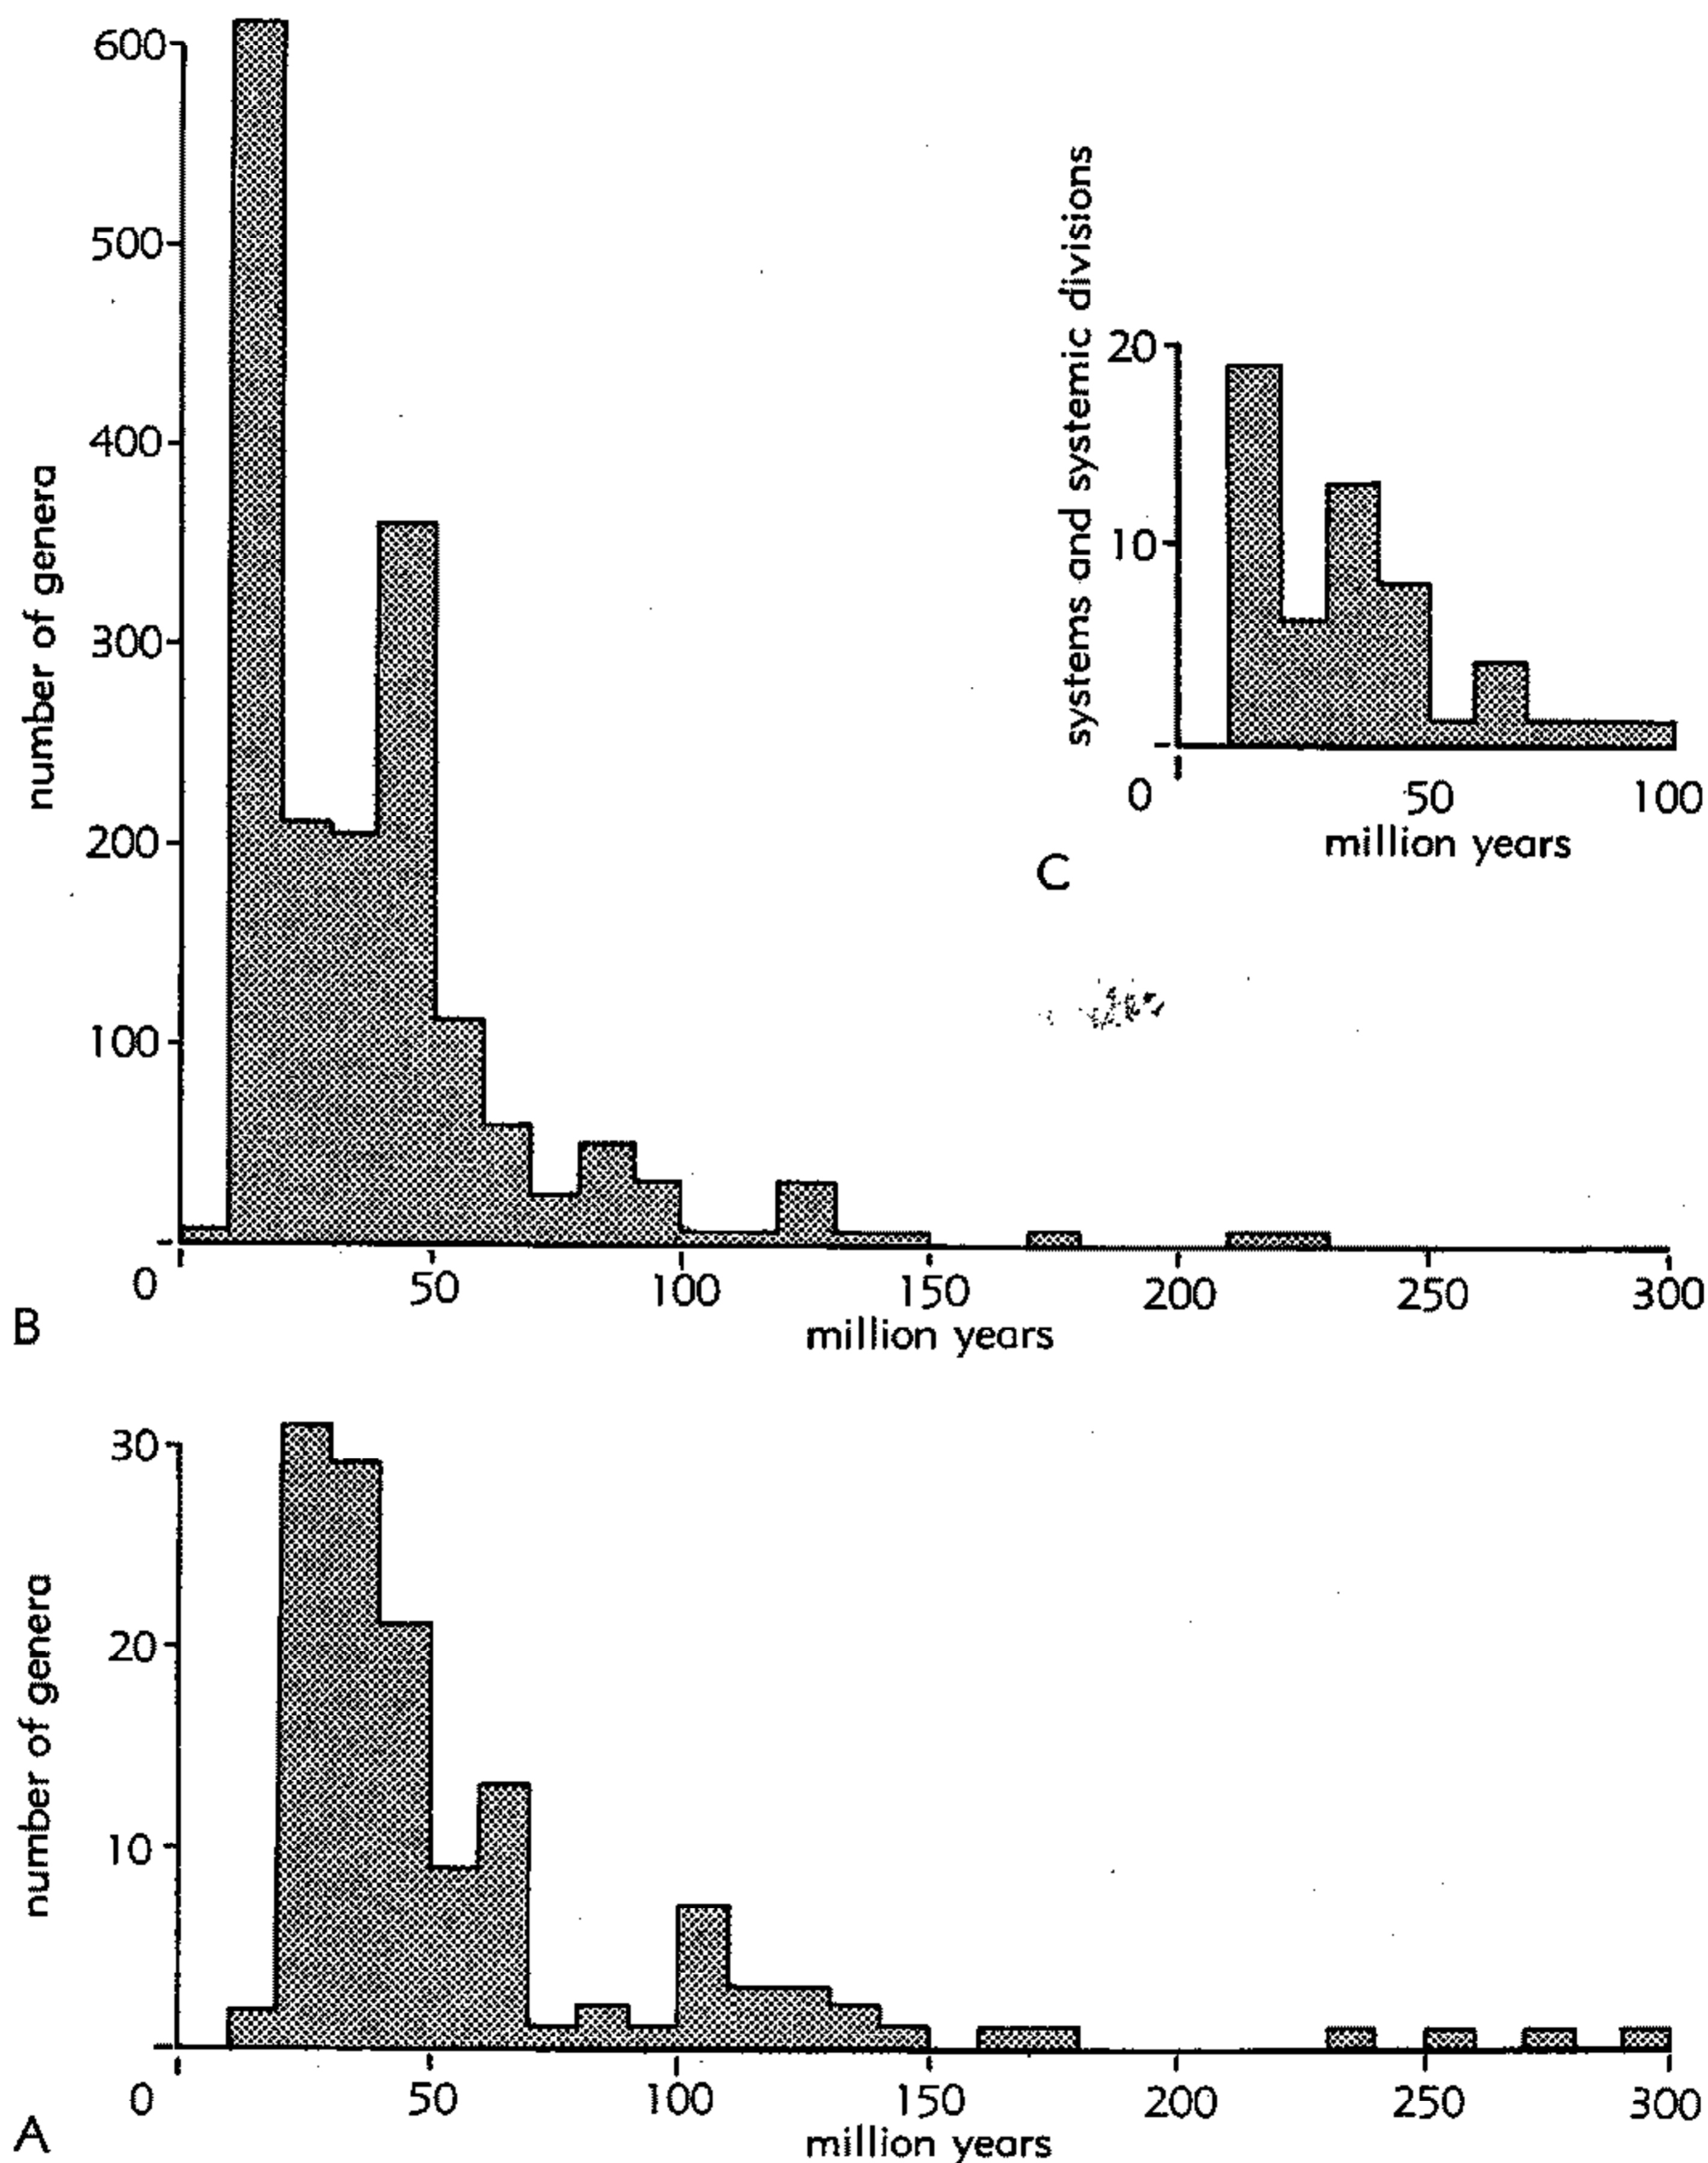 600
500
400
300
200
100
number of genera
0 50 100 150 200 250 300
million years
B
systems and systemic divisions
20
10
0 50 100
million years
C
30
20
10
number of genera
0 50 100 150 200 250 300
million years
A